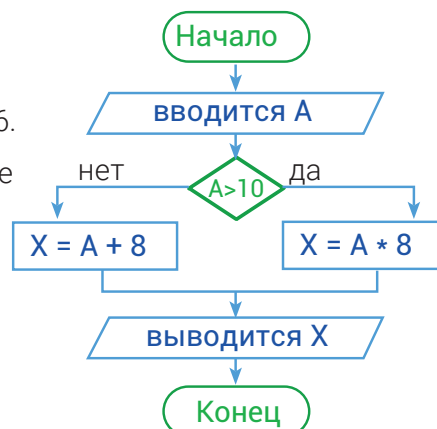 Начало
вводится A
б.
е
нет
A>10
да
X = A + 8
X = A * 8
выводится X
Конец